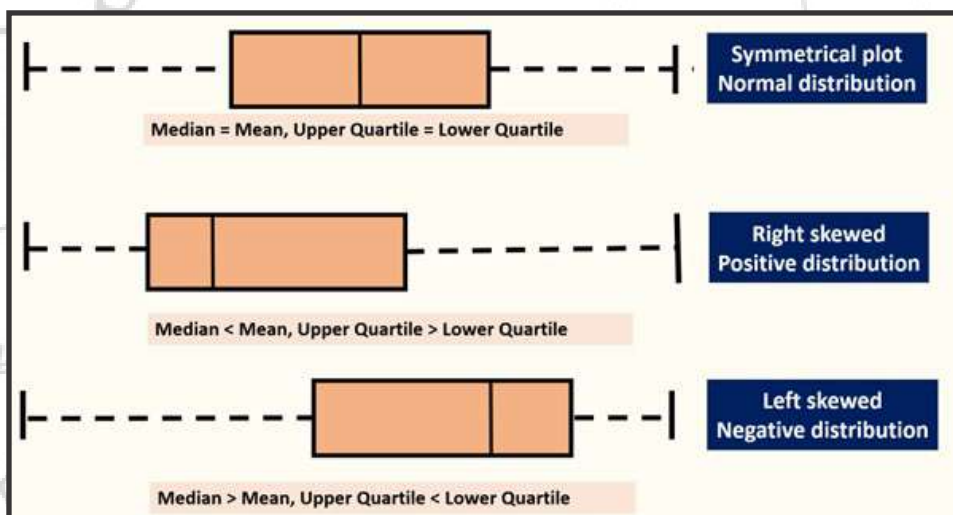 Symmetrical plot
Normal distribution
Median = Mean, Upper Quartile = Lower Quartile
Right skewed
Positive distribution
Median < Mean, Upper Quartile > Lower Quartile
Left skewed
Negative distribution
Median > Mean, Upper Quartile < Lower Quartile